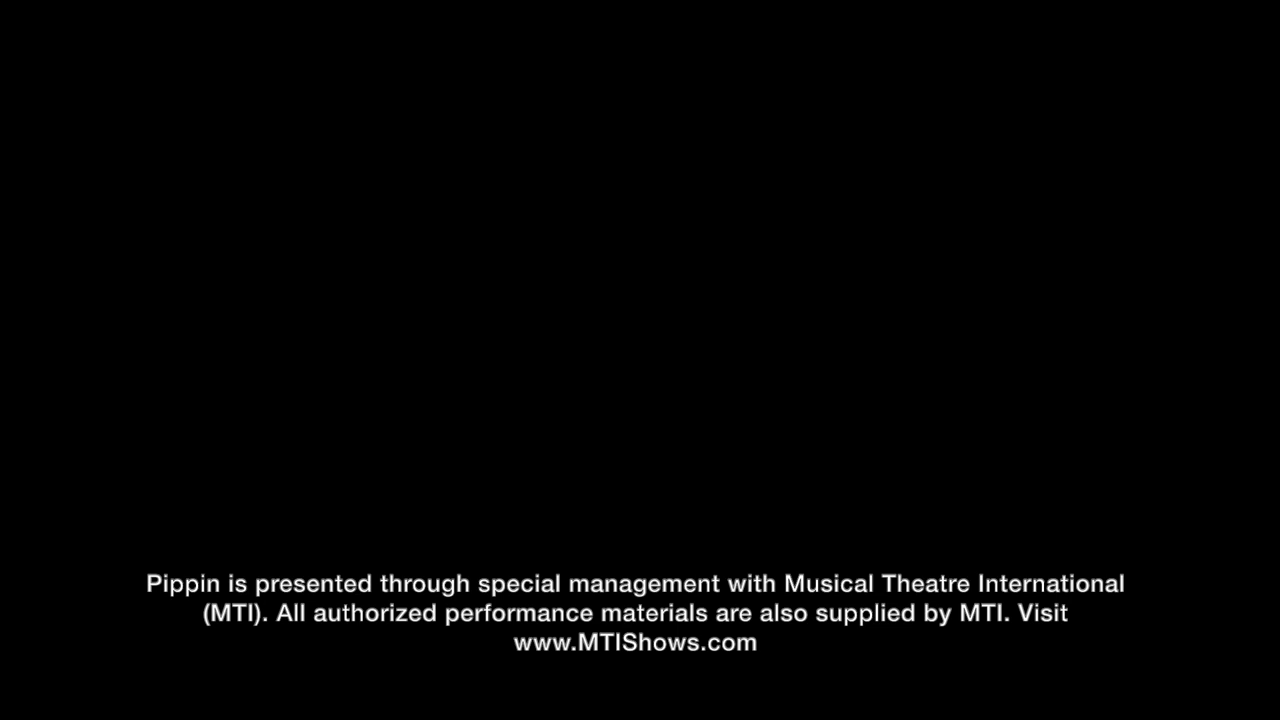 Pippin is presented through special management with Musical Theatre International
(MTI). All authorized performance materials are also supplied by MTI. Visit
www.MTIShows.com